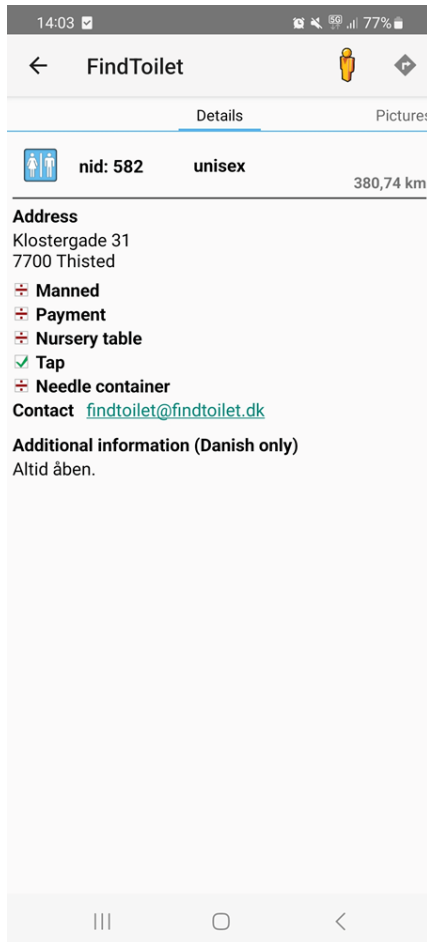 14:03 5G 77%
FindToilet
Details Pictures
nid: 582 unisex
380,74 km
Address
Klostergade 31
7700 Thisted
Manned
Payment
Nursery table
Tap
Needle container
Contact findtoilet@findtoilet.dk
Additional information (Danish only)
Altid åben.